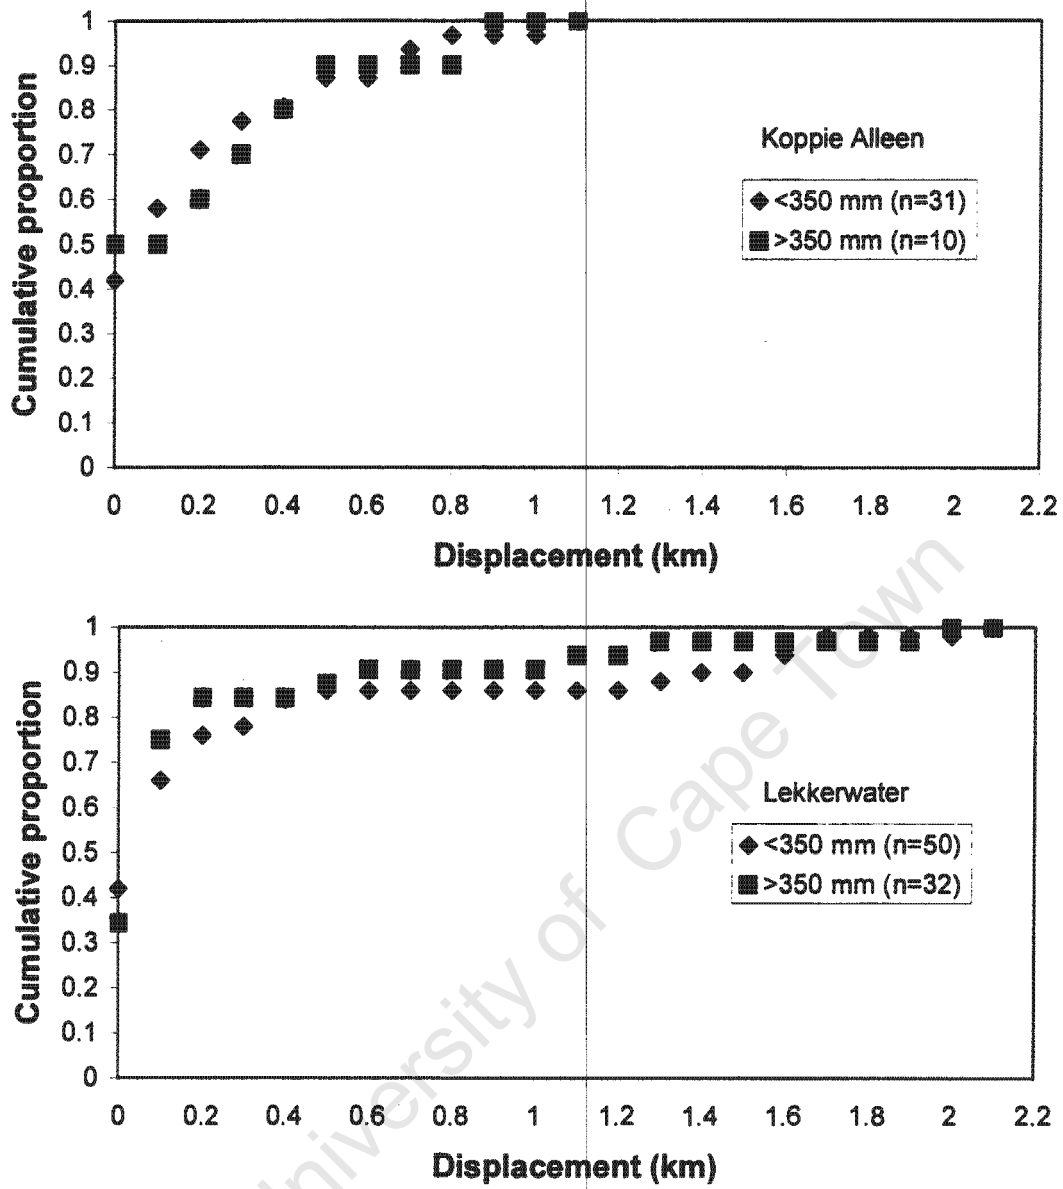 1
0.9
0.8
0.7
0.6
0.5
0.4
0.3
0.2
0.1
0
Cumulative proportion
Koppie Alleen
<350 mm (n=31)
>350 mm (n=10)
0 0.2 0.4 0.6 0.8 1 1.2 1.4 1.6 1.8 2 2.2
Displacement (km)
1
0.9
0.8
0.7
0.6
0.5
0.4
0.3
0.2
0.1
0
Cumulative proportion
Lekkerwater
<350 mm (n=50)
>350 mm (n=32)
0 0.2 0.4 0.6 0.8 1 1.2 1.4 1.6 1.8 2 2.2
Displacement (km)
niversity of Cape Town